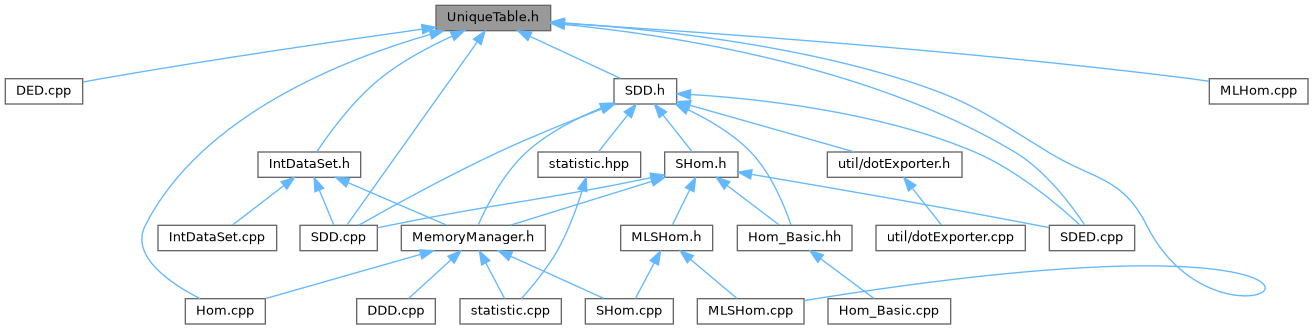 UniqueTable.h
DED.cpp
SDD.h
MLHom.cpp
IntDataSet.h
statistic.hpp
SHom.h
util/dotExporter.h
IntDataSet.cpp
SDD.cpp
MemoryManager.h
MLSHom.h
Hom_Basic.hh
util/dotExporter.cpp
SDED.cpp
Hom.cpp
DDD.cpp
statistic.cpp
SHom.cpp
MLSHom.cpp
Hom_Basic.cpp